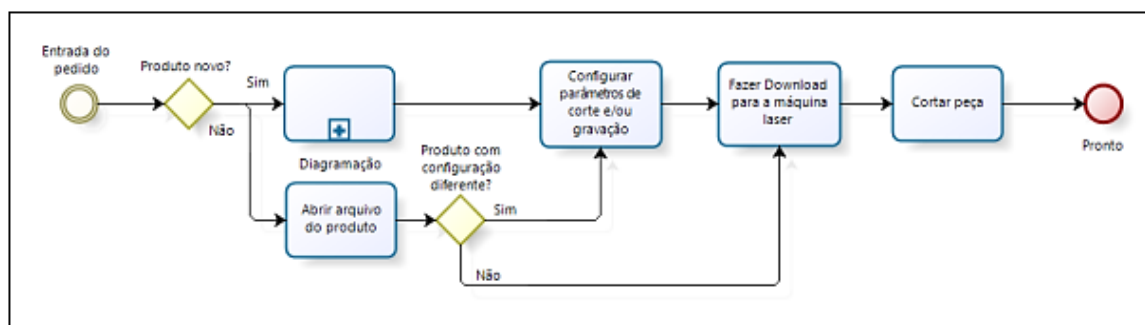 Entrada do
pedido
Produto novo?
Sim
Não
Diagramação
Configurar
parâmetros de
corte e/ou
gravação
Fazer Download
para a máquina
laser
Cortar peça
Pronto
Abrir arquivo
do produto
Produto com
configuração
diferente?
Sim
Não